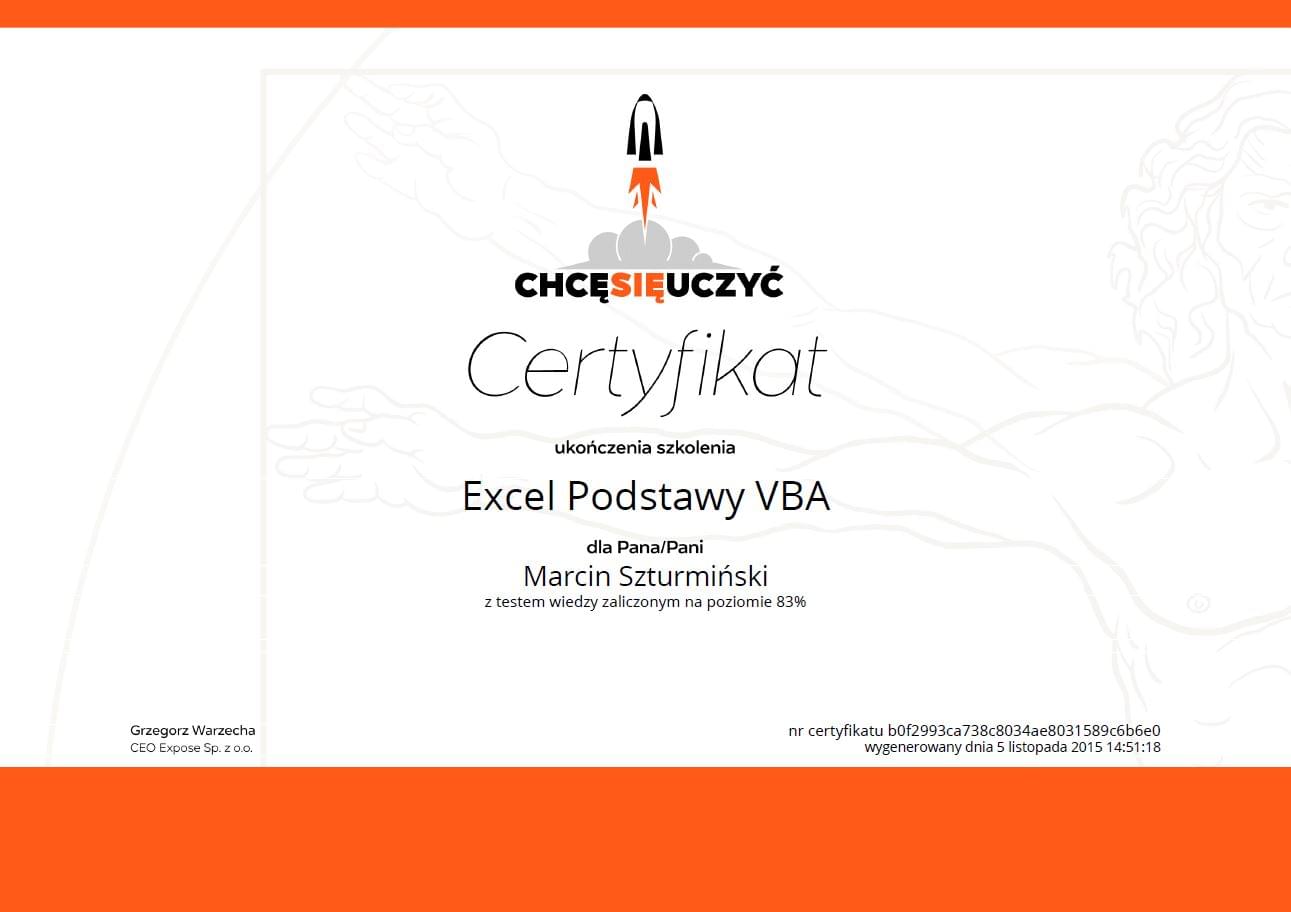 CHCĘSIĘUCZYĆ
Certyfikat
ukończenia szkolenia
Excel Podstawy VBA
dla Pana/Pani
Marcin Szturmiński
z testem wiedzy zaliczonym na poziomie 83%
Grzegorz Warzecha
CEO Expose Sp. z o.o.
nr certyfikatu b0f2993ca738c8034ae8031589c6b6e0
wygenerowany dnia 5 listopada 2015 14:51:18